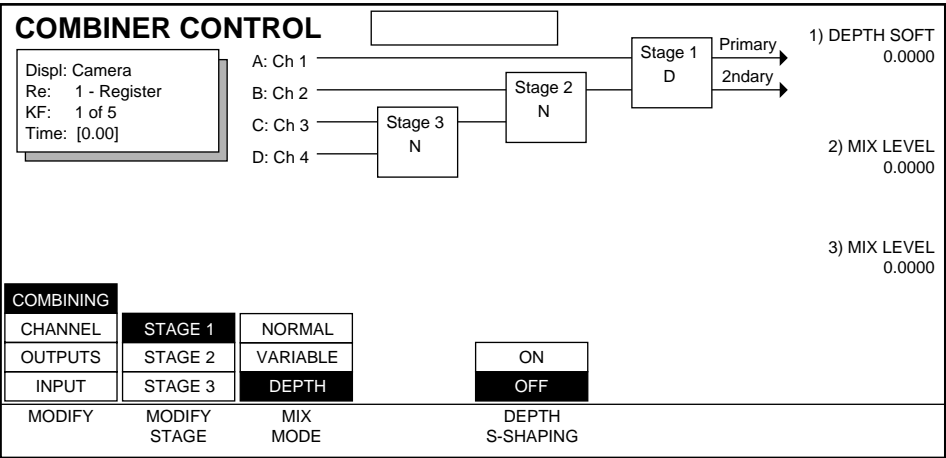 COMBINER CONTROL
Displ: Camera
Re: 1 - Register
KF: 1 of 5
Time: [0.00]
A: Ch 1
B: Ch 2
C: Ch 3
D: Ch 4
Stage 3
N
Stage 2
N
Stage 1
D
Primary
2ndary
1) DEPTH SOFT
0.0000
2) MIX LEVEL
0.0000
3) MIX LEVEL
0.0000
COMBINING
CHANNEL
OUTPUTS
INPUT
MODIFY
STAGE 1
STAGE 2
STAGE 3
MODIFY
STAGE
NORMAL
VARIABLE
DEPTH
MIX
MODE
ON
OFF
DEPTH
S-SHAPING